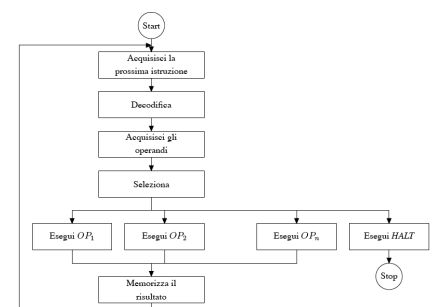 Start
Acquisisci la
prossima istruzione
Decodifica
Acquisisci gli
operandi
Seleziona
Esegui OP1
Esegui OP2
Esegui OPn
Esegui HALT
Stop
Memorizza il
risultato